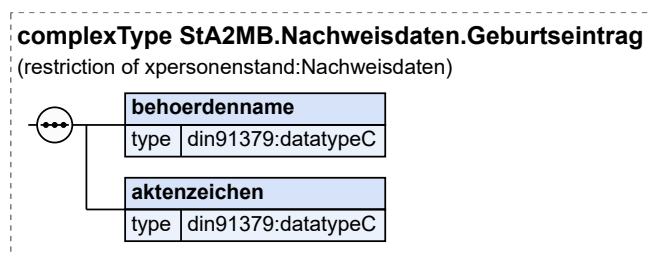 complexType StA2MB.Nachweisdaten.Geburtseintrag
(restriction of xpersonenstand:Nachweisdaten)
behoerdenname
type din91379:datatypeC
aktenzeichen
type din91379:datatypeC